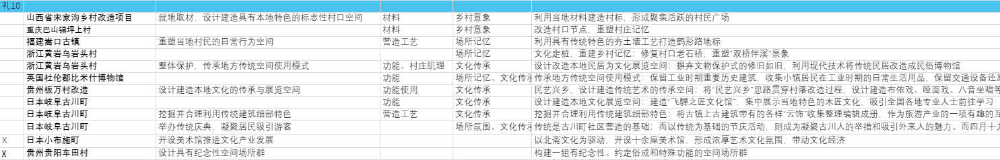 礼10
山西省宋家沟乡村改造项目 就地取材，设计建造具有本地特色的标志性村口空间 材料 乡村意象 利用当地材料建造村标，形成聚集活跃的村民广场
重庆巴山镇坪上村 材料 乡村意象 改造村口节点，重塑村庄记忆
福建嵩口古镇 重塑当地村民的日常行为空间 营造工艺 场所记忆 利用具有传统特色的夯土墙工艺打造鹤形路地标
浙江黄岩乌岩头村 场所记忆 文化定桩，重建乡村记忆：修复村口老石桥，重塑“双桥伴溪”景象
浙江黄岩乌岩头村 整体保护，传承地方传统空间使用模式 功能、村庄肌理 文化传承 设计改造本地民居为文化展览空间：摒弃文物保护式的修旧如旧，利用现代技术将传统民居改造成民俗博物馆
英国杜伦郡比米什博物馆 功能 场所记忆、文化传承 传承地方传统空间使用模式：保留工业时期重要历史建筑，收集小镇居民在工业时期的日常生活用品，保留交通设备还原
贵州板万村改造 设计建造本地文化的传承与展览空间 功能使用 文化传承 民艺兴乡，设计建造传统艺术的传承空间：将“民艺兴乡”思路贯穿村落改造过程，设计建造布依戏、哑面戏、八音坐唱等
日本岐阜古川町 功能 文化传承 设计建造本地文化展览空间：建造“飞騨之匠文化馆”，集中展示当地特色的木匠文化，吸引全国各地专业人士前往学习
日本岐阜古川町 挖掘并合理利用传统建筑细部特色 营造工艺 文化传承 挖掘并合理利用传统建筑细部特色：将古镇上古建筑带有的各样“云饰”收集整理编辑成册，作为旅游产业的一项有趣的互
日本岐阜古川町 举办传统庆典，凝聚居民吸引游客 场所氛围、文化传承 传统是古川町社区营造的基础；而以传统为基础的节庆活动，则成为凝聚古川人的举措和吸引外来人的魅力。而四月十九
X 日本小布施町 开设美术馆推进文化产业发展 以北斋文化为驱动，开设十余座美术馆，形成浓厚艺术文化氛围，带动文化经济
X 贵州贵阳车田村 设计具有纪念性空间场所群 构建一组有纪念性、约定俗成和特殊功能的空间场所群